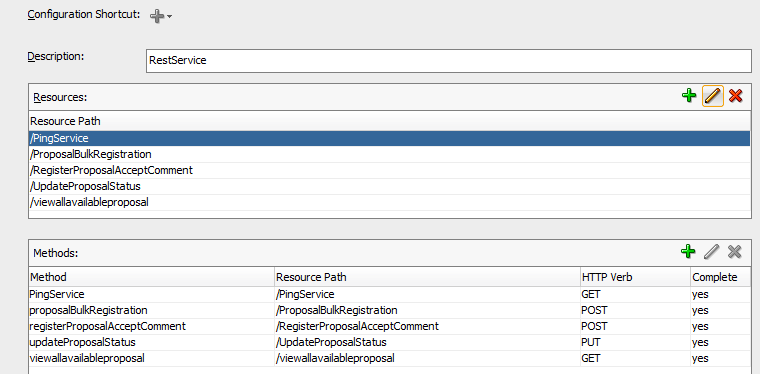 Configuration Shortcut:
Description: RestService
Resources:
Resource Path
/PingService
/ProposalBulkRegistration
/RegisterProposalAcceptComment
/UpdateProposalStatus
/viewallavailableproposal
Methods:
Method Resource Path HTTP Verb Complete
PingService /PingService GET yes
proposalBulkRegistration /ProposalBulkRegistration POST yes
registerProposalAcceptComment /RegisterProposalAcceptComment POST yes
updateProposalStatus /UpdateProposalStatus PUT yes
viewallavailableproposal /viewallavailableproposal GET yes